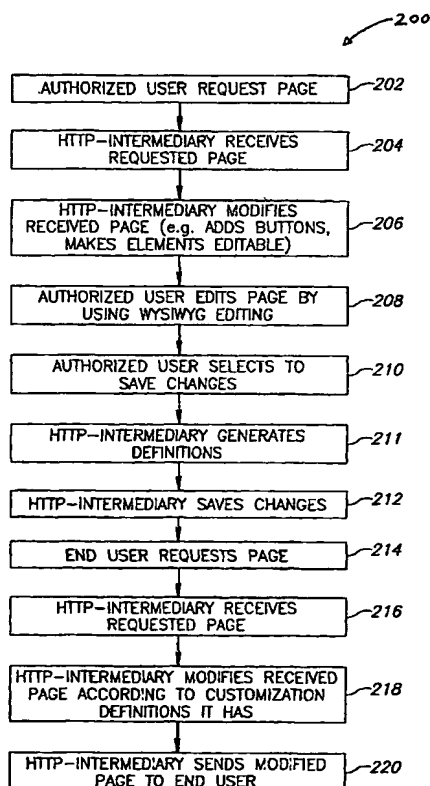 200
.AUTHORIZED USER REQUEST PAGE
202
HTTP-INTERMEDIARY RECEIVES
REQUESTED PAGE
204
HTTP-INTERMEDIARY MODIFIES
RECEIVED PAGE (e.g. ADDS BUTTONS,
MAKES ELEMENTS EDITABLE)
206
AUTHORIZED USER EDITS PAGE BY
USING WYSIWYG EDITING
208
AUTHORIZED USER SELECTS TO
SAVE CHANGES
210
HTTP-INTERMEDIARY GENERATES
DEFINITIONS
211
HTTP-INTERMEDIARY SAVES CHANGES
212
END USER REQUESTS PAGE
214
HTTP-INTERMEDIARY RECEIVES
REQUESTED PAGE
216
HTTP-INTERMEDIARY MODIFIES RECEIVED
PAGE ACCORDING TO CUSTOMIZATION
DEFINITIONS IT HAS
218
HTTP-INTERMEDIARY SENDS MODIFIED
PAGE TO END USER
220